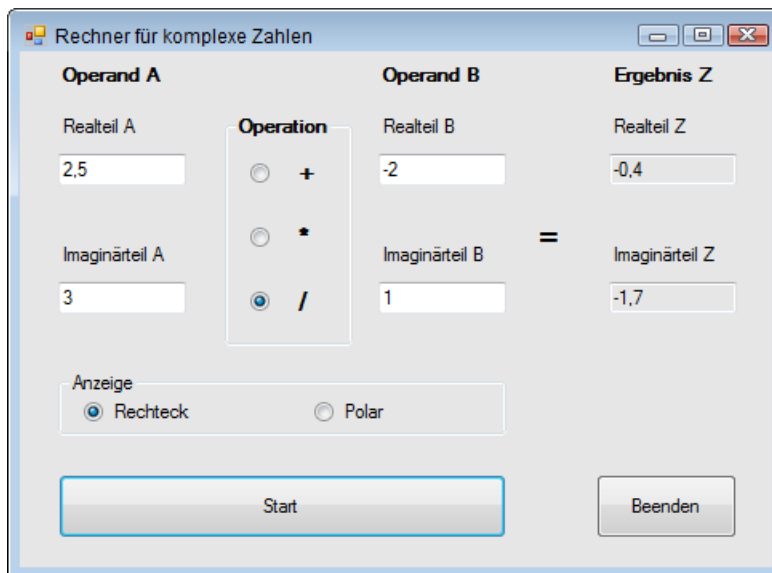 Rechner für komplexe Zahlen
Operand A
Operand B
Ergebnis Z
Realteil A
Operation
Realteil B
Realteil Z
2,5
+
-2
-0,4
*
=
Imaginärteil A
Imaginärteil B
Imaginärteil Z
3
/
1
-1,7
Anzeige
Rechteck
Polar
Start
Beenden